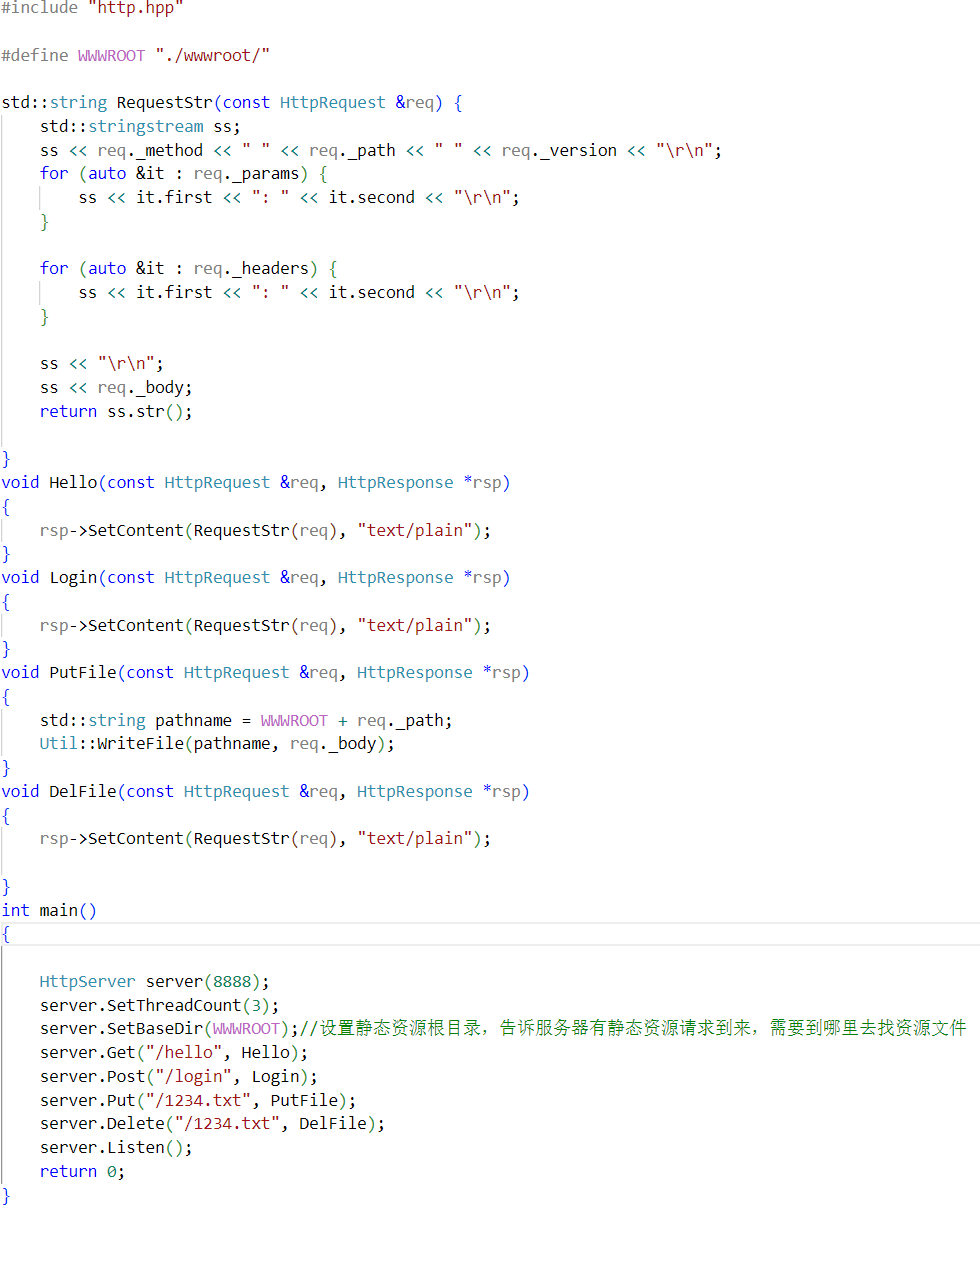 #include "http.hpp"
#define WWWROOT "./wwwroot/"
std::string RequestStr(const HttpRequest &req) {
    std::stringstream ss;
    ss << req._method << " " << req._path << " " << req._version << "\r\n";
    for (auto &it : req._params) {
        ss << it.first << ": " << it.second << "\r\n";
    }
    for (auto &it : req._headers) {
        ss << it.first << ": " << it.second << "\r\n";
    }
    ss << "\r\n";
    ss << req._body;
    return ss.str();
}
void Hello(const HttpRequest &req, HttpResponse *rsp)
{
    rsp->SetContent(RequestStr(req), "text/plain");
}
void Login(const HttpRequest &req, HttpResponse *rsp)
{
    rsp->SetContent(RequestStr(req), "text/plain");
}
void PutFile(const HttpRequest &req, HttpResponse *rsp)
{
    std::string pathname = WWWROOT + req._path;
    Util::WriteFile(pathname, req._body);
}
void DelFile(const HttpRequest &req, HttpResponse *rsp)
{
    rsp->SetContent(RequestStr(req), "text/plain");
}
int main()
{
    HttpServer server(8888);
    server.SetThreadCount(3);
    server.SetBaseDir(WWWROOT);//设置静态资源根目录，告诉服务器有静态资源请求到来，需要到哪里去找资源文件
    server.Get("/hello", Hello);
    server.Post("/login", Login);
    server.Put("/1234.txt", PutFile);
    server.Delete("/1234.txt", DelFile);
    server.Listen();
    return 0;
}